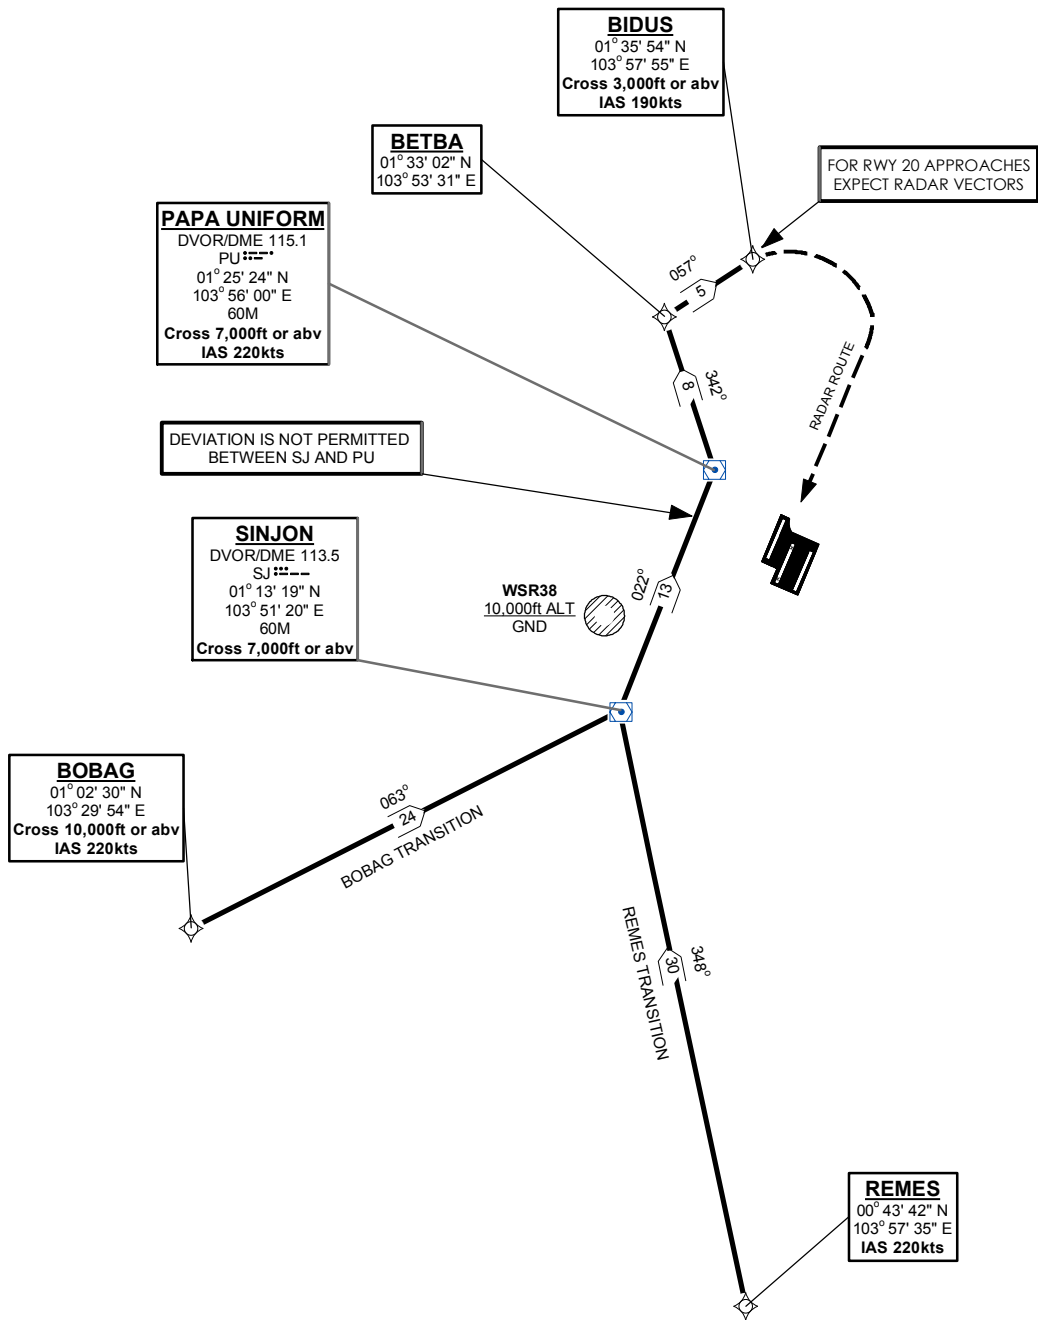 BIDUS
01° 35' 54" N
103° 57' 55" E
Cross 3,000ft or abv
IAS 190kts
BETBA
01° 33' 02" N
103° 53' 31" E
FOR RWY 20 APPROACHES
EXPECT RADAR VECTORS
PAPA UNIFORM
DVOR/DME 115.1
PU
01° 25' 24" N
103° 56' 00" E
60M
Cross 7,000ft or abv
IAS 220kts
057°
5
RADAR ROUTE
342°
8
DEVIATION IS NOT PERMITTED
BETWEEN SJ AND PU
SINJON
DVOR/DME 113.5
SJ
01° 13' 19" N
103° 51' 20" E
60M
Cross 7,000ft or abv
WSR38
10,000ft ALT
GND
022°
13
BOBAG
01° 02' 30" N
103° 29' 54" E
Cross 10,000ft or abv
IAS 220kts
063°
24
BOBAG TRANSITION
REMES TRANSITION
348°
30
REMES
00° 43' 42" N
103° 57' 35" E
IAS 220kts